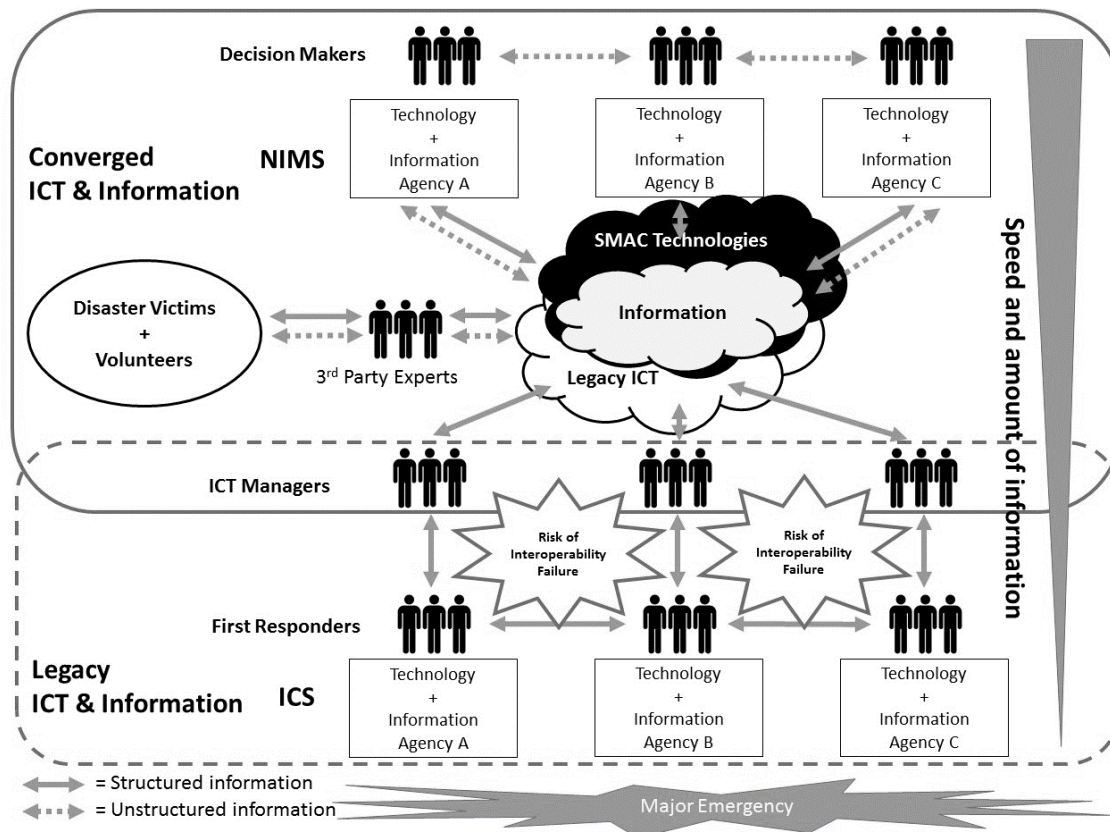 Decision Makers
Technology
+
Information
Agency A
Technology
+
Information
Agency B
Technology
+
Information
Agency C
Converged
ICT & Information
NIMS
SMAC Technologies
Information
Legacy ICT
Disaster Victims
+
Volunteers
3rd Party Experts
Speed and amount of information
ICT Managers
Risk of
Interoperability
Failure
Risk of
Interoperability
Failure
First Responders
Legacy
ICT & Information
ICS
Technology
+
Information
Agency A
Technology
+
Information
Agency B
Technology
+
Information
Agency C
= Structured information
= Unstructured information
Major Emergency